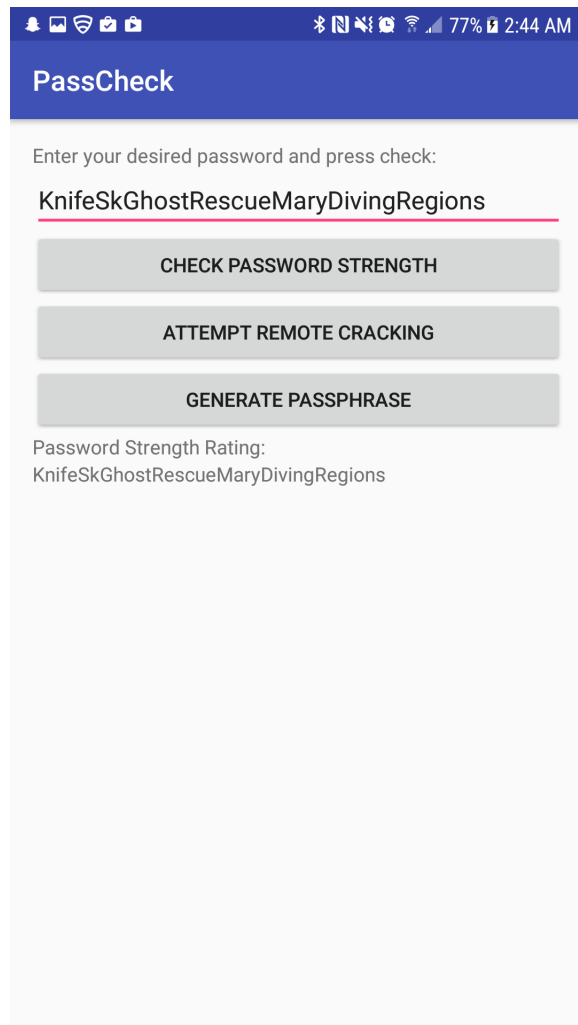 77% 2:44 AM
PassCheck
Enter your desired password and press check:
KnifeSkGhostRescueMaryDivingRegions
CHECK PASSWORD STRENGTH
ATTEMPT REMOTE CRACKING
GENERATE PASSPHRASE
Password Strength Rating:
KnifeSkGhostRescueMaryDivingRegions